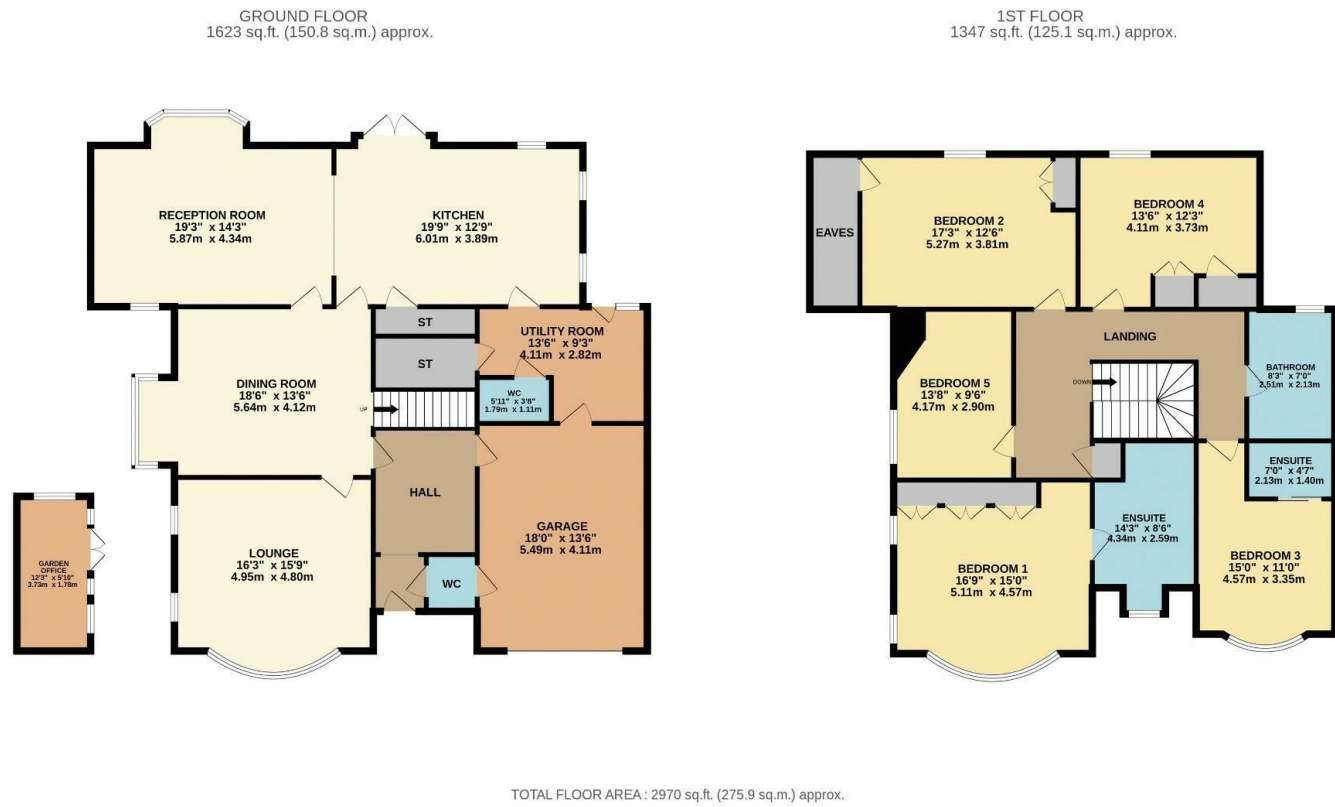 GROUND FLOOR
1623 sq.ft. (150.8 sq.m.) approx.
RECEPTION ROOM
19'3" x 14'3"
5.87m x 4.34m
KITCHEN
19'9" x 12'9"
6.01m x 3.89m
ST
ST
UTILITY ROOM
13'6" x 9'3"
4.11m x 2.82m
WC
5'11" x 3'8"
1.79m x 1.11m
DINING ROOM
18'6" x 13'6"
5.64m x 4.12m
UP
HALL
LOUNGE
16'3" x 15'9"
4.95m x 4.80m
WC
GARAGE
18'0" x 13'6"
5.49m x 4.11m
GARDEN
OFFICE
12'3" x 5'10"
3.73m x 1.78m
1ST FLOOR
1347 sq.ft. (125.1 sq.m.) approx.
EAVES
BEDROOM 2
17'3" x 12'6"
5.27m x 3.81m
BEDROOM 4
13'6" x 12'3"
4.11m x 3.73m
LANDING
DOWN
BATHROOM
8'3" x 7'0"
2.51m x 2.13m
BEDROOM 5
13'8" x 9'6"
4.17m x 2.90m
ENSUITE
7'0" x 4'7"
2.13m x 1.40m
ENSUITE
14'3" x 8'6"
4.34m x 2.59m
BEDROOM 1
16'9" x 15'0"
5.11m x 4.57m
BEDROOM 3
15'0" x 11'0"
4.57m x 3.35m
TOTAL FLOOR AREA : 2970 sq.ft. (275.9 sq.m.) approx.